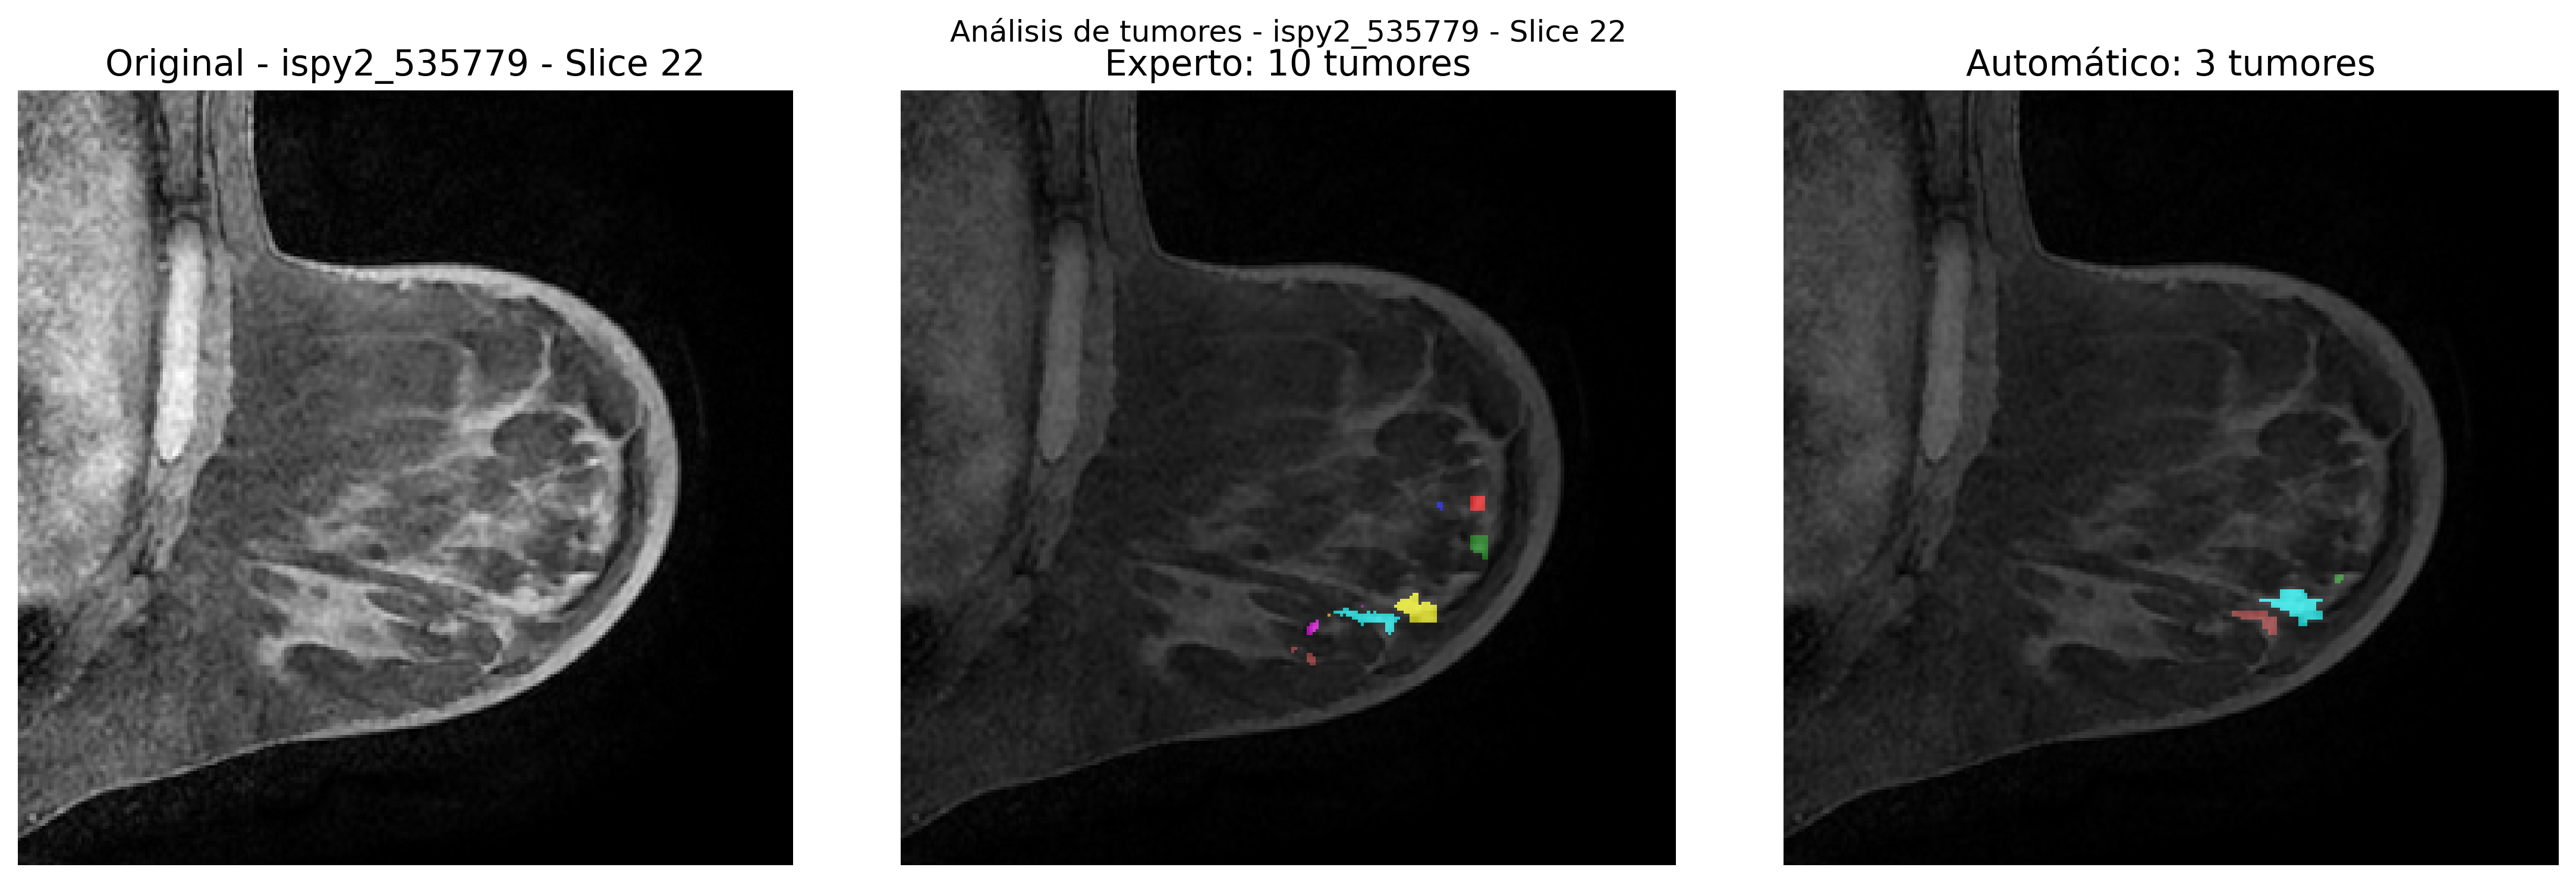 Análisis de tumores - ispy2_535779 - Slice 22
Original - ispy2_535779 - Slice 22
Experto: 10 tumores
Automático: 3 tumores